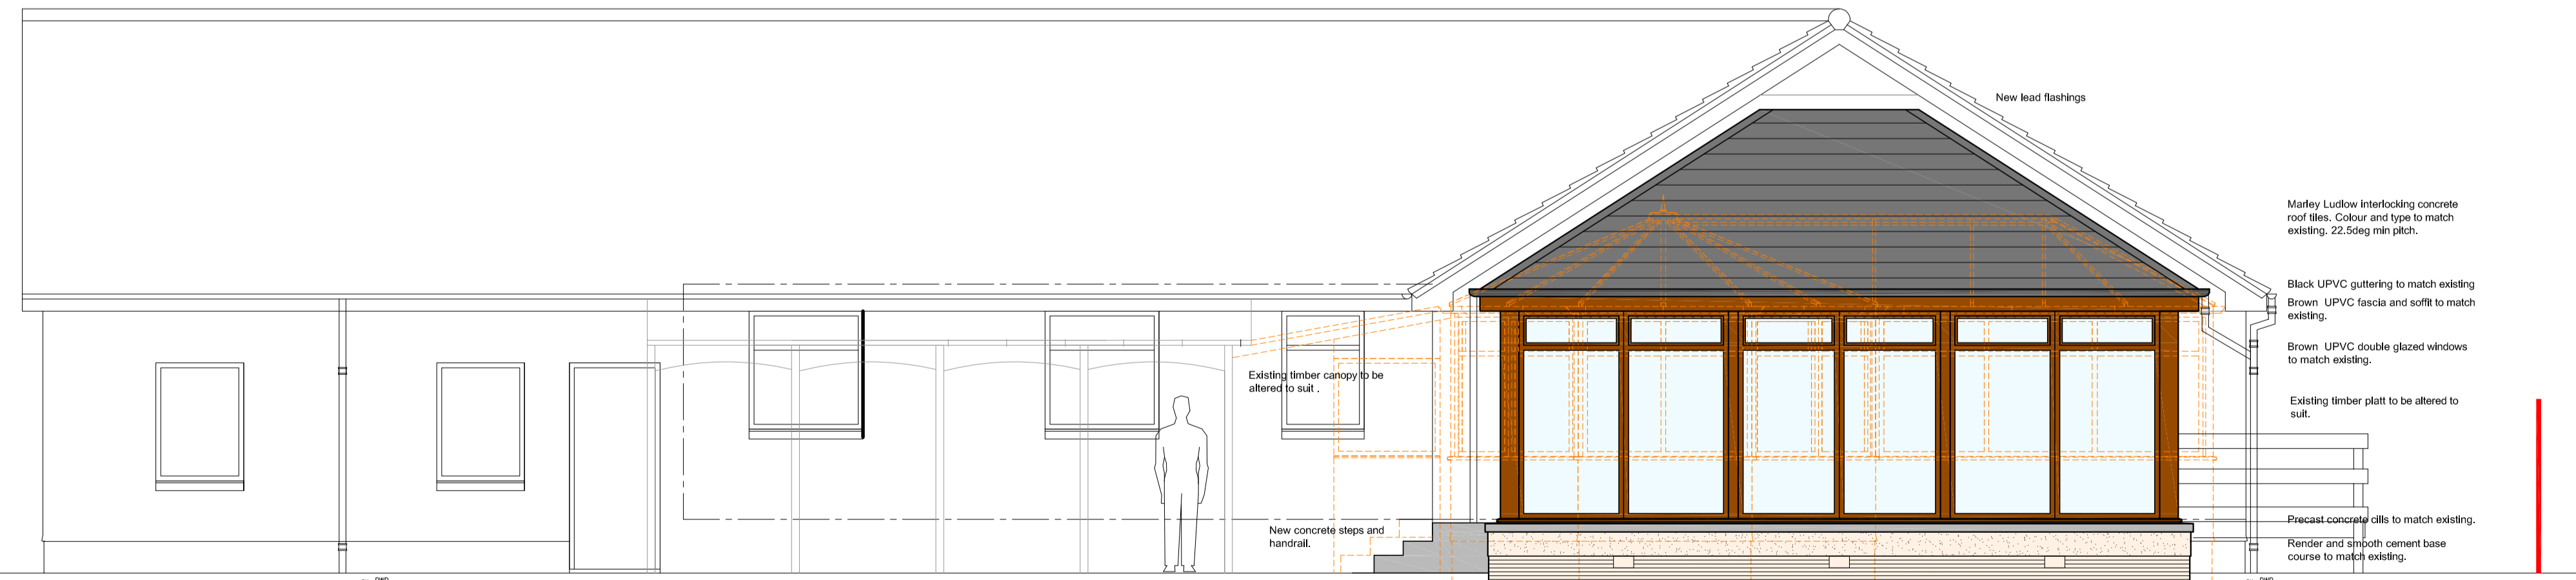 New lead flashings
Marley Ludlow interlocking concrete
roof tiles. Colour and type to match
existing. 22.5deg min pitch.
Black UPVC guttering to match existing
Brown UPVC fascia and soffit to match
existing.
Brown UPVC double glazed windows
to match existing.
Existing timber canopy to be
altered to suit .
Existing timber platt to be altered to
suit.
New concrete steps and
handrail.
Precast concrete cills to match existing.
Render and smooth cement base
course to match existing.